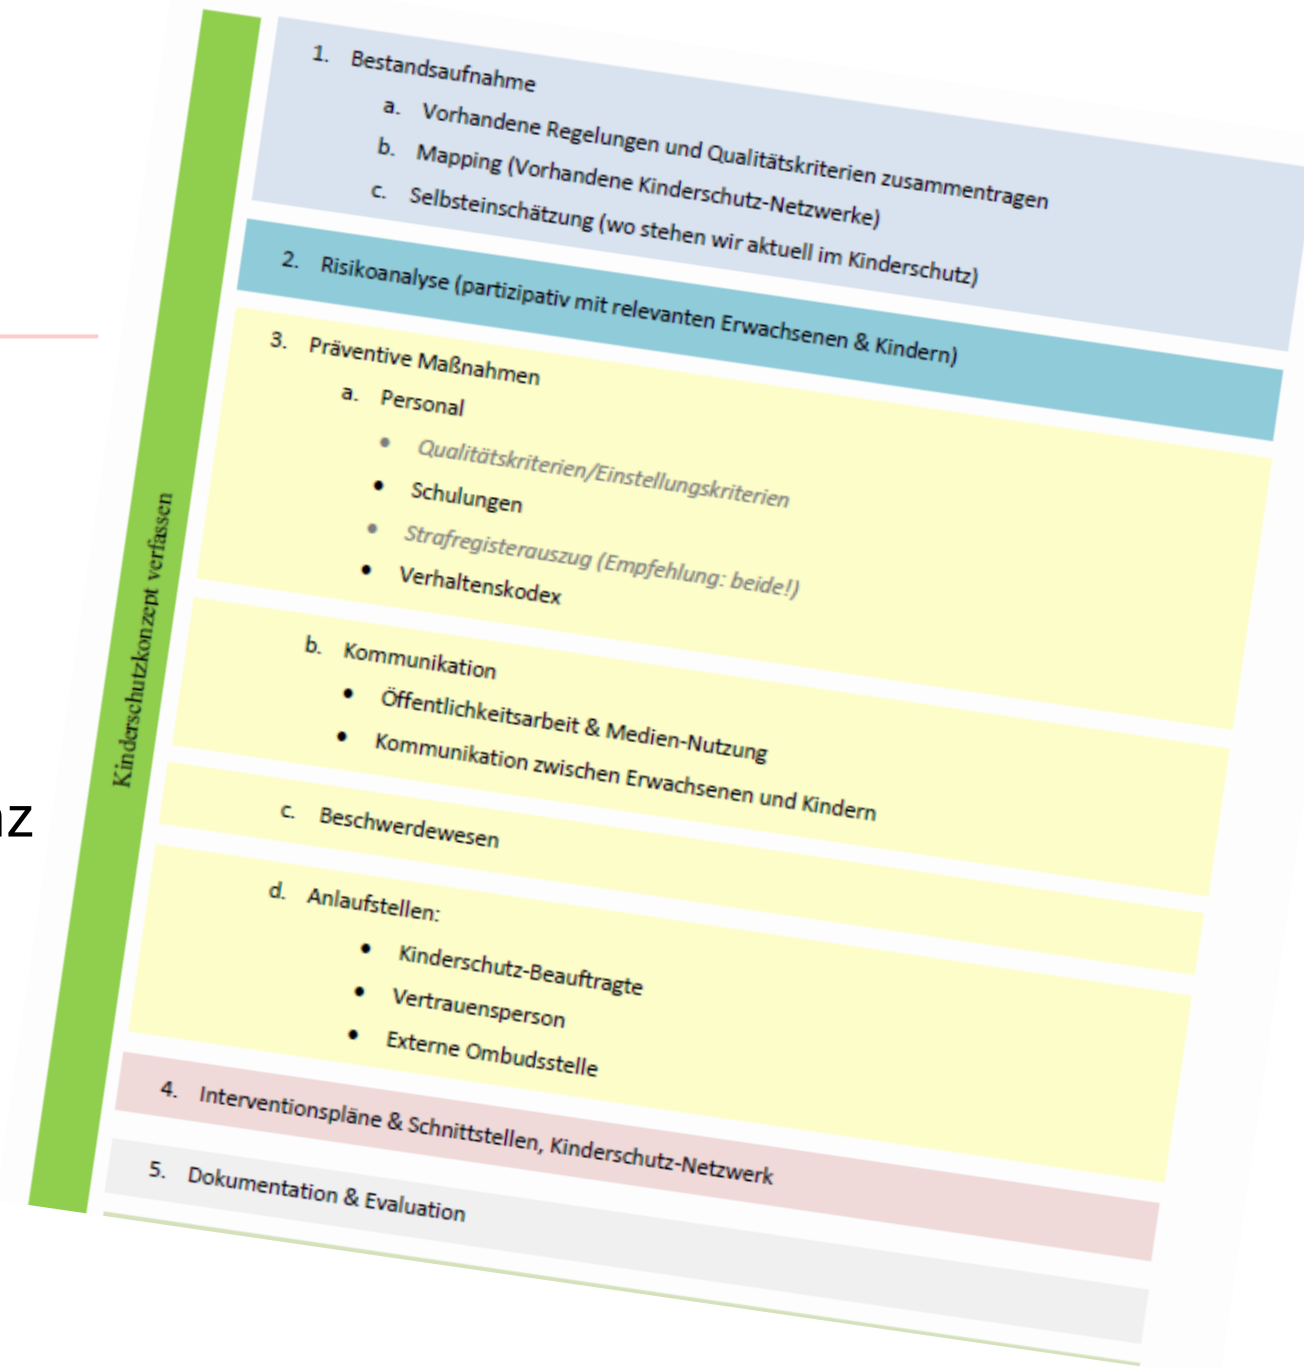 Kinderschutzkonzept verfassen
1. Bestandsaufnahme
a. Vorhandene Regelungen und Qualitätskriterien zusammentragen
b. Mapping (Vorhandene Kinderschutz-Netzwerke)
c. Selbsteinschätzung (wo stehen wir aktuell im Kinderschutz)
2. Risikoanalyse (partizipativ mit relevanten Erwachsenen & Kindern)
3. Präventive Maßnahmen
a. Personal
• Qualitätskriterien/Einstellungskriterien
• Schulungen
• Strafregisterauszug (Empfehlung: beide!)
• Verhaltenskodex
b. Kommunikation
• Öffentlichkeitsarbeit & Medien-Nutzung
• Kommunikation zwischen Erwachsenen und Kindern
c. Beschwerdewesen
d. Anlaufstellen:
• Kinderschutz-Beauftragte
• Vertrauensperson
• Externe Ombudsstelle
4. Interventionspläne & Schnittstellen, Kinderschutz-Netzwerk
5. Dokumentation & Evaluation